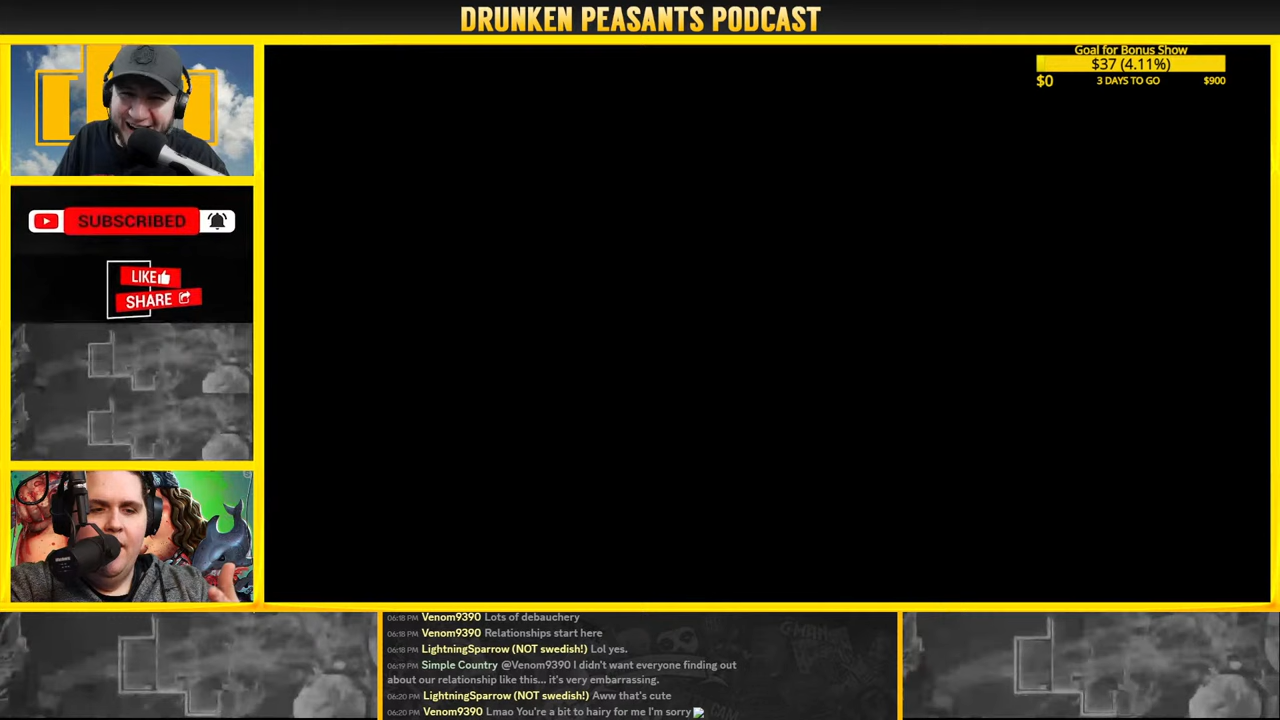 DRUNKEN PEASANTS PODCAST
Goal for Bonus Show
$37 (4.11%)
$0 3 DAYS TO GO $900
SUBSCRIBED
LIKE
SHARE
06:18 PM Venom9390 Lots of debauchery
06:18 PM Venom9390 Relationships start here
06:18 PM LightningSparrow (NOT swedish!) Lol yes.
06:19 PM Simple Country @Venom9390 I didn't want everyone finding out
about our relationship like this... it's very embarrassing.
06:20 PM LightningSparrow (NOT swedish!) Aww that's cute
06:20 PM Venom9390 Lmao You're a bit to hairy for me I'm sorry